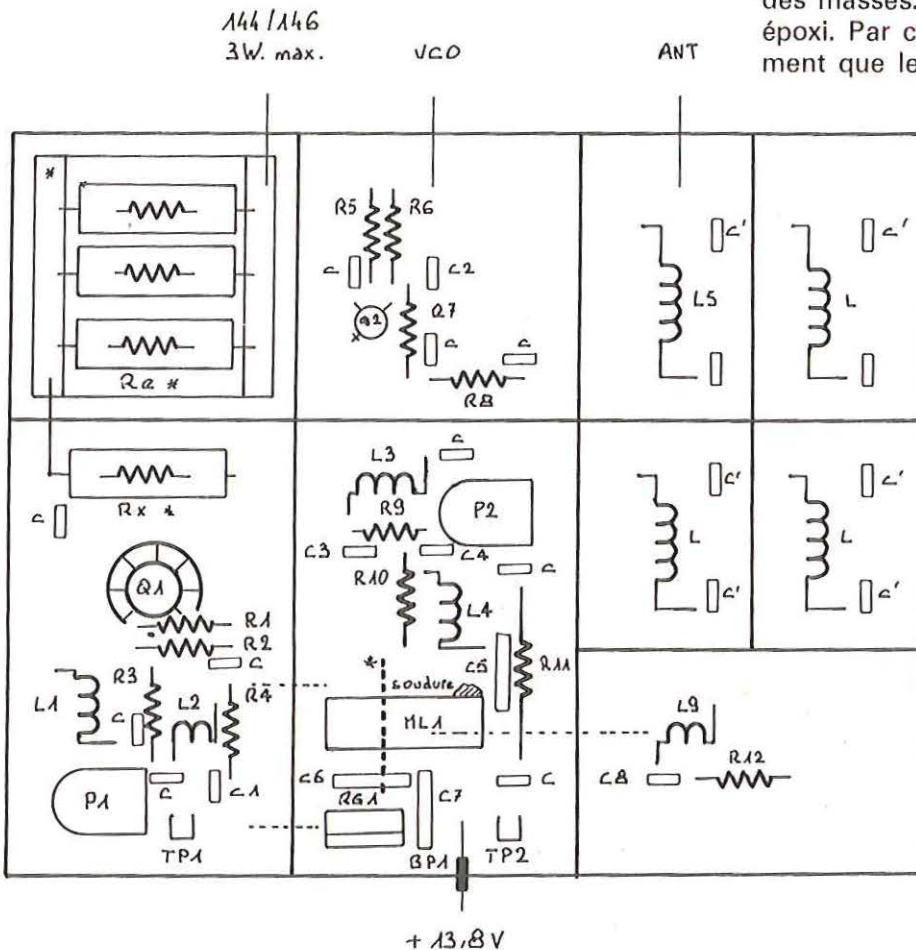 des masses.
époxi. Par c
ment que le
144/146
3W. max.
VCO
ANT
*
*
Ra *
R5
R6
C
C2
Q2
x
Q7
C
C
R8
C'
L5
C'
L
Rx *
C
Q1
R1
R2
C
L1
R3
L2
R4
C
P1
C
C1
TP1
L3
C
R9
P2
C3
C4
R10
C
L4
*
soudure
C5
R11
ML1
C6
C7
C
RG1
BP1
TP2
C'
L
C'
C'
L
C'
L9
C8
R12
+ 13,8 V